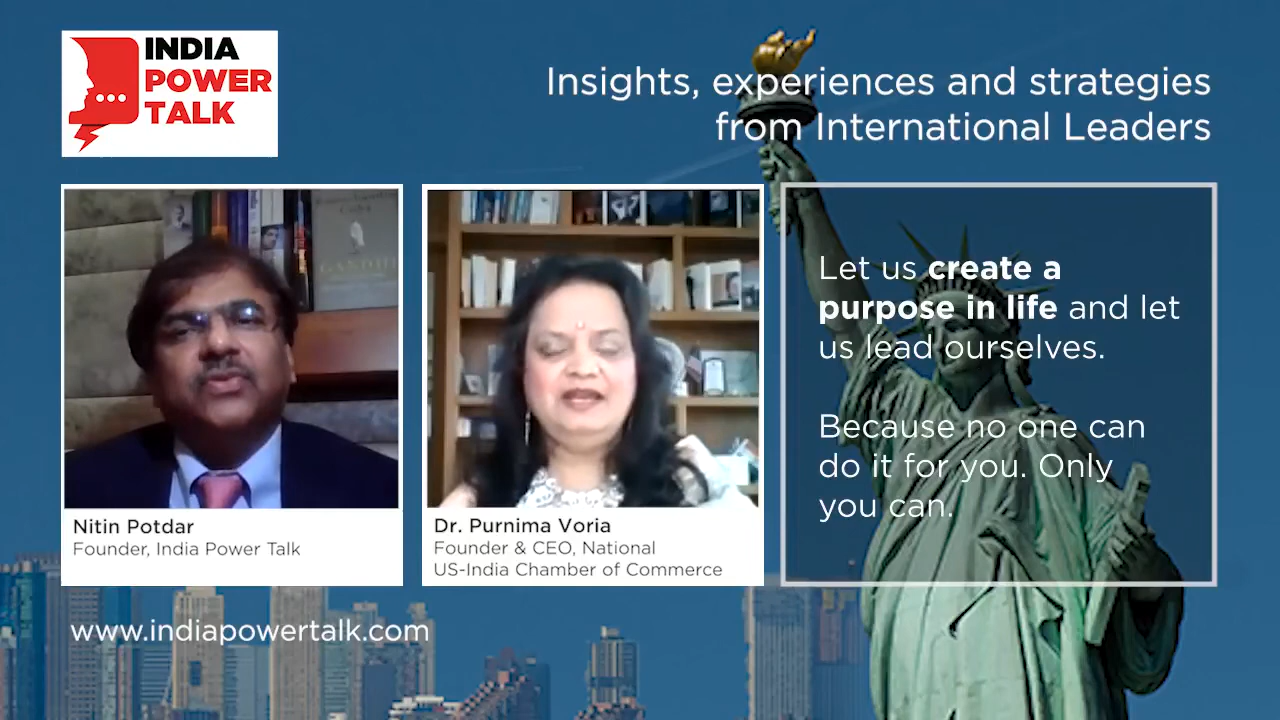 INDIA
POWER
TALK
Insights, experiences and strategies
from International Leaders
GANDHI
Nitin Potdar
Founder, India Power Talk
Dr. Purnima Voria
Founder & CEO, National
US-India Chamber of Commerce
Let us create a
purpose in life and let
us lead ourselves.
Because no one can
do it for you. Only
you can.
www.indiapowertalk.com